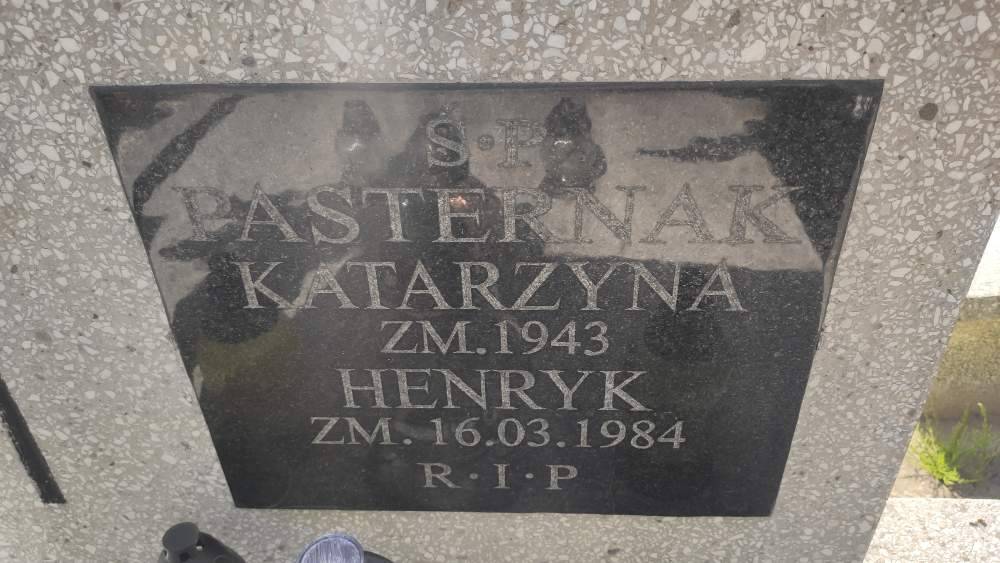 Ś·P
PASTERNAK
KATARZYNA
ZM. 1943
HENRYK
ZM. 16.03.1984
R·I·P